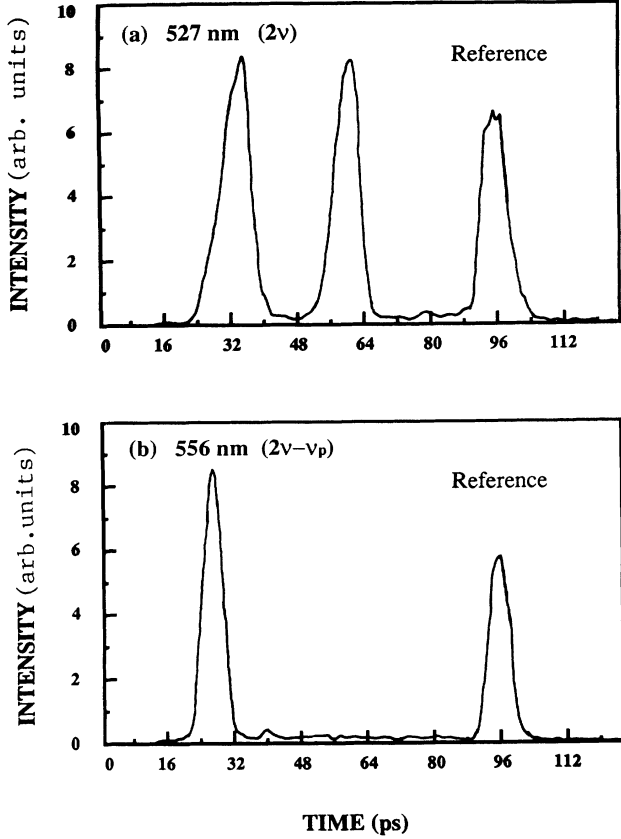 (a) 527 nm (2ν)
Reference
INTENSITY (arb. units)
10
8
6
4
2
0
0 16 32 48 64 80 96 112
(b) 556 nm (2ν−νp)
Reference
INTENSITY (arb.units)
10
8
6
4
2
0
0 16 32 48 64 80 96 112
TIME (ps)